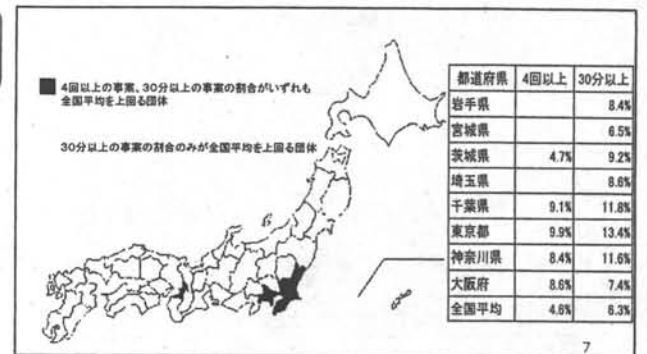 4回以上の事案、30分以上の事案の割合がいずれも
全国平均を上回る団体
30分以上の事案の割合のみが全国平均を上回る団体
都道府県 4回以上 30分以上
岩手県 8.4%
宮城県 6.5%
茨城県 4.7% 9.2%
埼玉県 8.6%
千葉県 9.1% 11.8%
東京都 9.9% 13.4%
神奈川県 8.4% 11.6%
大阪府 8.6% 7.4%
全国平均 4.6% 6.3%
7